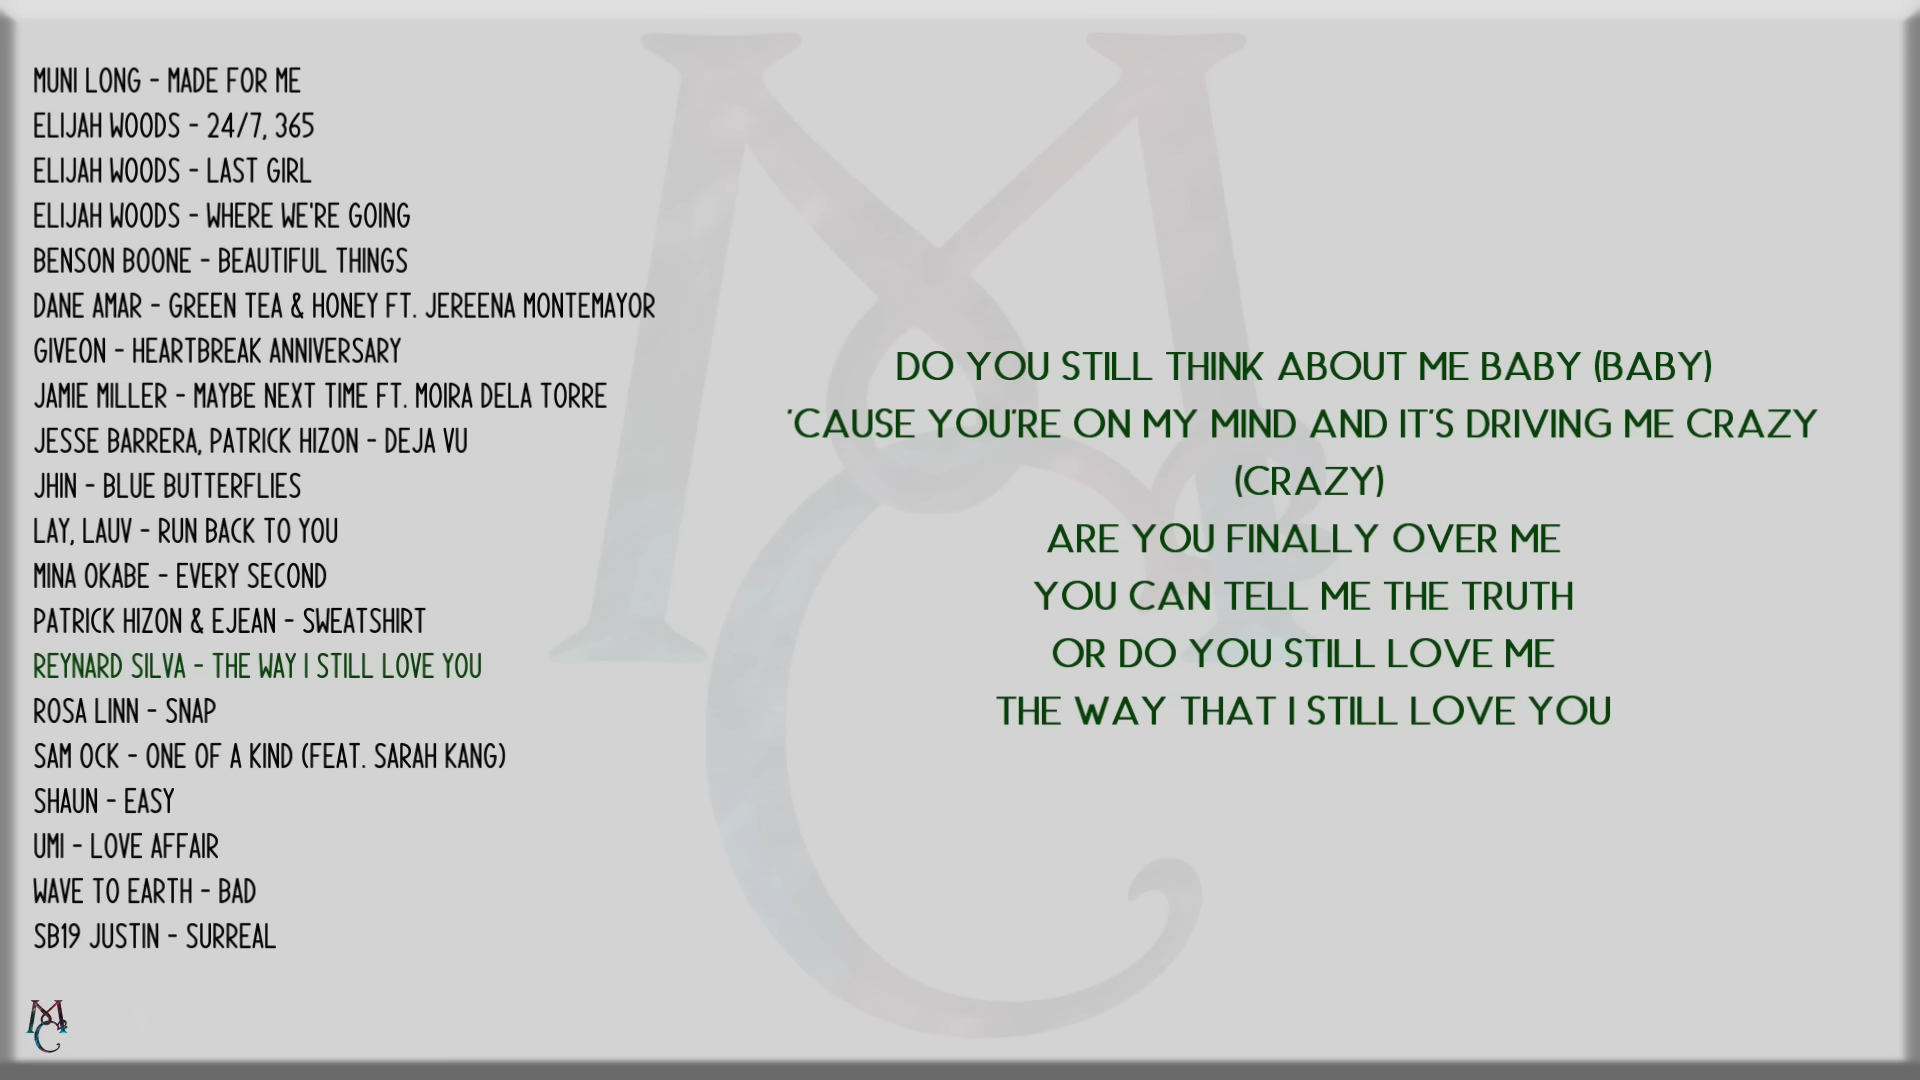 MUNI LONG - MADE FOR ME
ELIJAH WOODS - 24/7, 365
ELIJAH WOODS - LAST GIRL
ELIJAH WOODS - WHERE WE'RE GOING
BENSON BOONE - BEAUTIFUL THINGS
DANE AMAR - GREEN TEA & HONEY FT. JEREENA MONTEMAYOR
GIVEON - HEARTBREAK ANNIVERSARY
JAMIE MILLER - MAYBE NEXT TIME FT. MOIRA DELA TORRE
JESSE BARRERA, PATRICK HIZON - DEJA VU
JHIN - BLUE BUTTERFLIES
LAY, LAUV - RUN BACK TO YOU
MINA OKABE - EVERY SECOND
PATRICK HIZON & EJEAN - SWEATSHIRT
REYNARD SILVA - THE WAY I STILL LOVE YOU
ROSA LINN - SNAP
SAM OCK - ONE OF A KIND (FEAT. SARAH KANG)
SHAUN - EASY
UMI - LOVE AFFAIR
WAVE TO EARTH - BAD
SB19 JUSTIN - SURREAL
DO YOU STILL THINK ABOUT ME BABY (BABY)
'CAUSE YOU'RE ON MY MIND AND IT'S DRIVING ME CRAZY
(CRAZY)
ARE YOU FINALLY OVER ME
YOU CAN TELL ME THE TRUTH
OR DO YOU STILL LOVE ME
THE WAY THAT I STILL LOVE YOU
MC